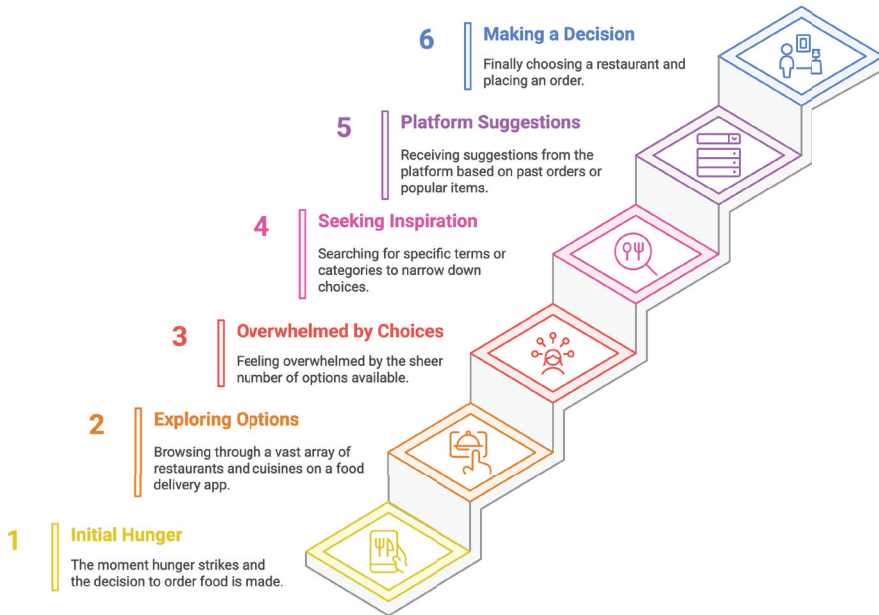 6
Making a Decision
Finally choosing a restaurant and
placing an order.
5
Platform Suggestions
Receiving suggestions from the
platform based on past orders or
popular items.
4
Seeking Inspiration
Searching for specific terms or
categories to narrow down
choices.
3
Overwhelmed by Choices
Feeling overwhelmed by the sheer
number of options available.
2
Exploring Options
Browsing through a vast array of
restaurants and cuisines on a food
delivery app.
1
Initial Hunger
The moment hunger strikes and
the decision to order food is made.